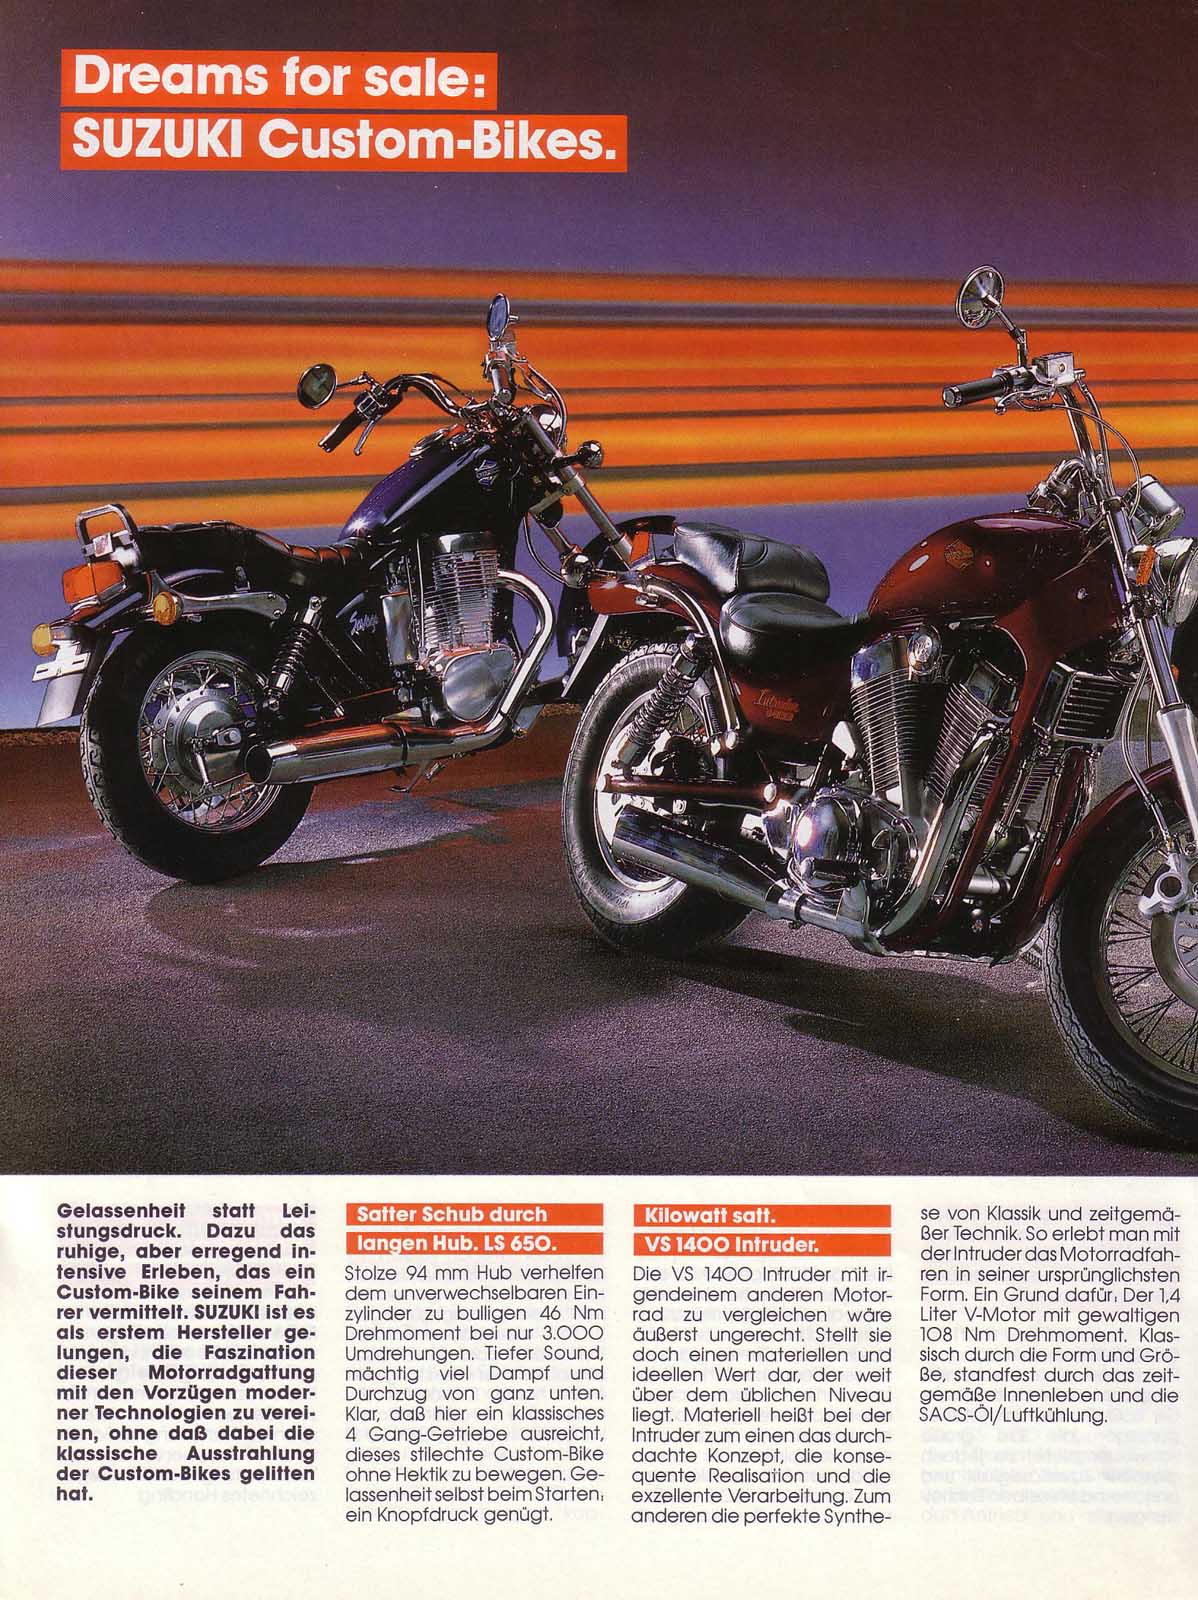 Dreams for sale:
SUZUKI Custom-Bikes.
Savage
Intruder
Gelassenheit statt Lei-
stungsdruck. Dazu das
ruhige, aber erregend in-
tensive Erleben, das ein
Custom-Bike seinem Fah-
rer vermittelt. SUZUKI ist es
als erstem Hersteller ge-
lungen, die Faszination
dieser Motorradgattung
mit den Vorzügen moder-
ner Technologien zu verei-
nen, ohne daß dabei die
klassische Ausstrahlung
der Custom-Bikes gelitten
hat.
Satter Schub durch
langen Hub. LS 650.
Stolze 94 mm Hub verhelfen
dem unverwechselbaren Ein-
zylinder zu bulligen 46 Nm
Drehmoment bei nur 3.000
Umdrehungen. Tiefer Sound,
mächtig viel Dampf und
Durchzug von ganz unten.
Klar, daß hier ein klassisches
4 Gang-Getriebe ausreicht,
dieses stilechte Custom-Bike
ohne Hektik zu bewegen. Ge-
lassenheit selbst beim Starten:
ein Knopfdruck genügt.
Kilowatt satt.
VS 1400 Intruder.
Die VS 1400 Intruder mit ir-
gendeinem anderen Motor-
rad zu vergleichen wäre
äußerst ungerecht. Stellt sie
doch einen materiellen und
ideellen Wert dar, der weit
über dem üblichen Niveau
liegt. Materiell heißt bei der
Intruder zum einen das durch-
dachte Konzept, die konse-
quente Realisation und die
exzellente Verarbeitung. Zum
anderen die perfekte Synthe-
se von Klassik und zeitgemä-
ßer Technik. So erlebt man mit
der Intruder das Motorradfah-
ren in seiner ursprünglichsten
Form. Ein Grund dafür: Der 1,4
Liter V-Motor mit gewaltigen
108 Nm Drehmoment. Klas-
sisch durch die Form und Grö-
ße, standfest durch das zeit-
gemäße Innenleben und die
SACS-Öl/Luftkühlung.